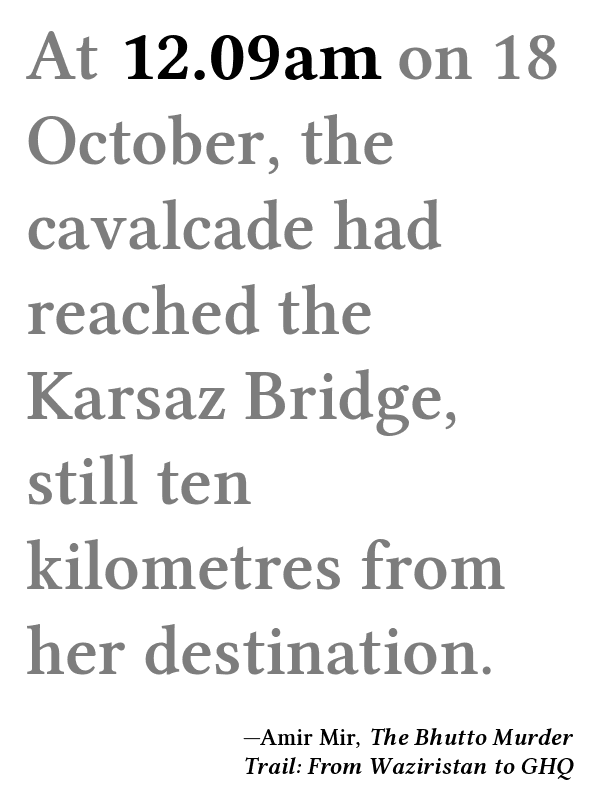 At 12.09am on 18
October, the
cavalcade had
reached the
Karsaz Bridge,
still ten
kilometres from
her destination.
—Amir Mir, The Bhutto Murder
Trail: From Waziristan to GHQ